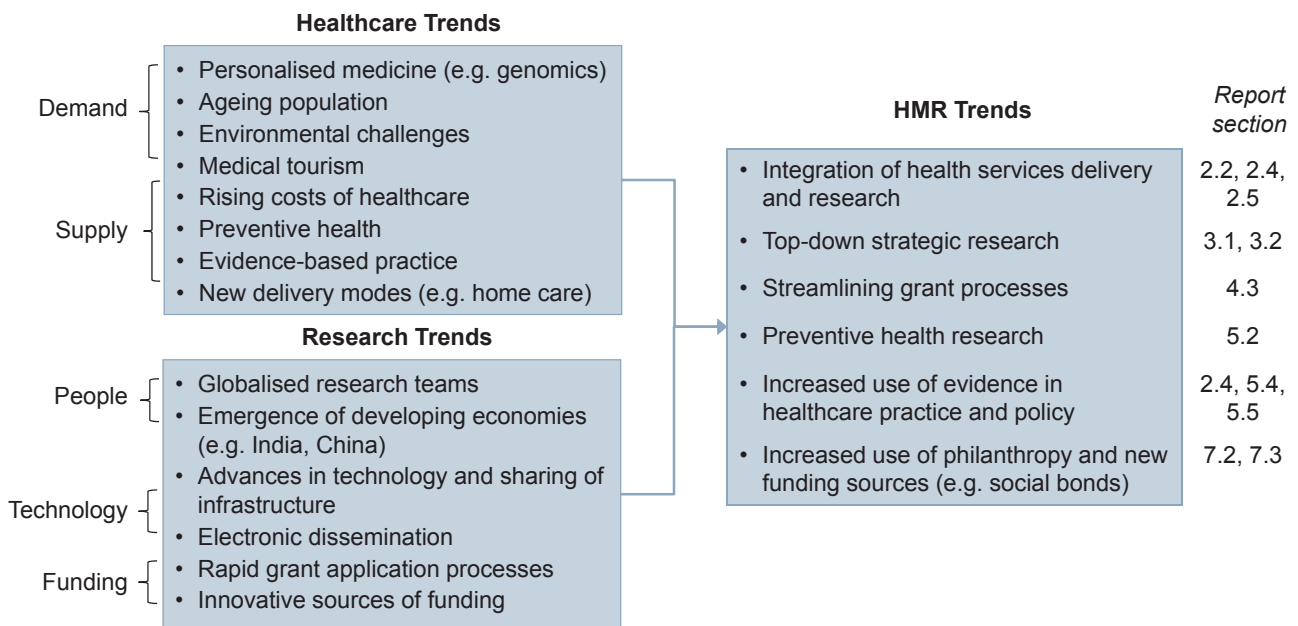 Healthcare Trends
Demand
Supply
• Personalised medicine (e.g. genomics)
• Ageing population
• Environmental challenges
• Medical tourism
• Rising costs of healthcare
• Preventive health
• Evidence-based practice
• New delivery modes (e.g. home care)
Research Trends
People
Technology
Funding
• Globalised research teams
• Emergence of developing economies
(e.g. India, China)
• Advances in technology and sharing of
infrastructure
• Electronic dissemination
• Rapid grant application processes
• Innovative sources of funding
HMR Trends
Report
section
• Integration of health services delivery
and research
2.2, 2.4,
2.5
• Top-down strategic research
3.1, 3.2
• Streamlining grant processes
4.3
• Preventive health research
5.2
• Increased use of evidence in
healthcare practice and policy
2.4, 5.4,
5.5
• Increased use of philanthropy and new
funding sources (e.g. social bonds)
7.2, 7.3